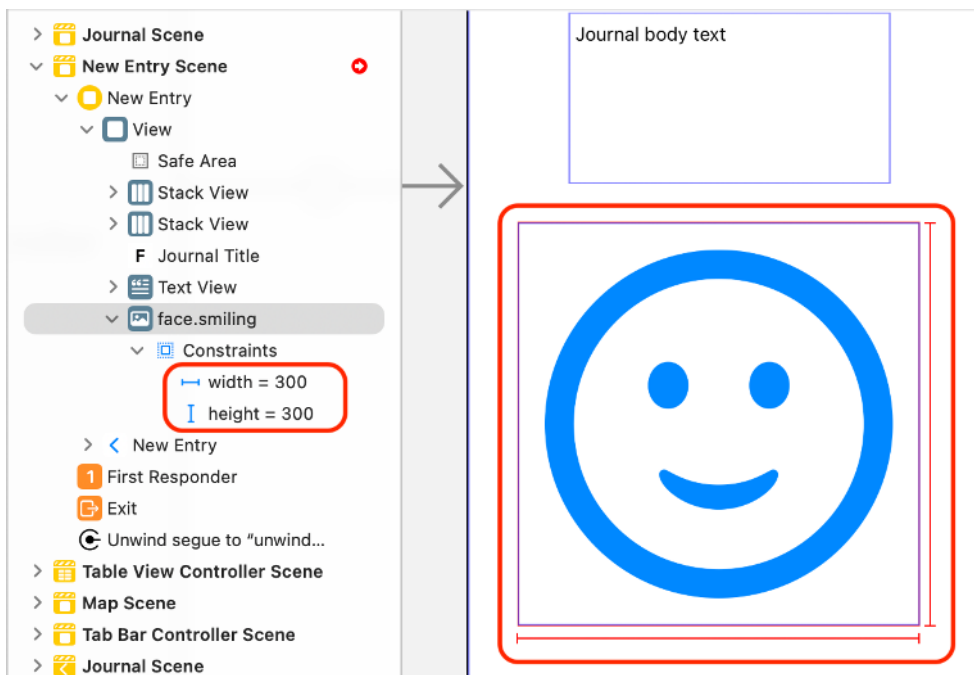 Journal Scene
New Entry Scene
New Entry
View
Safe Area
Stack View
Stack View
F Journal Title
Text View
face.smiling
Constraints
width = 300
height = 300
New Entry
1 First Responder
Exit
Unwind segue to “unwind...
Table View Controller Scene
Map Scene
Tab Bar Controller Scene
Journal Scene
Journal body text